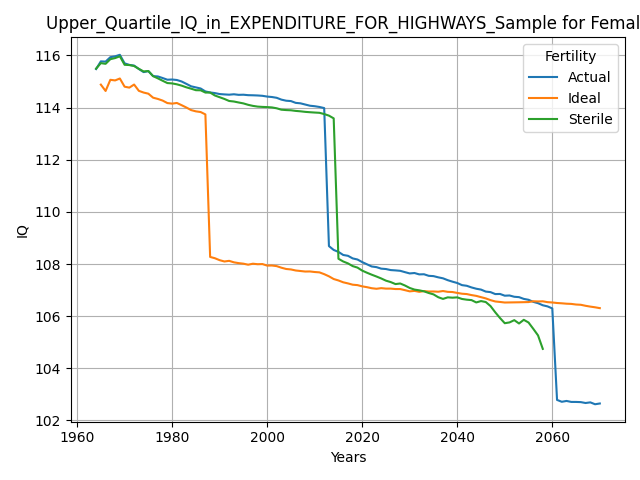 Upper_Quartile_IQ_in_EXPENDITURE_FOR_HIGHWAYS_Sample for Femal
Fertility
Actual
Ideal
Sterile
IQ
116
114
112
110
108
106
104
102
1960
1980
2000
2020
2040
2060
Years